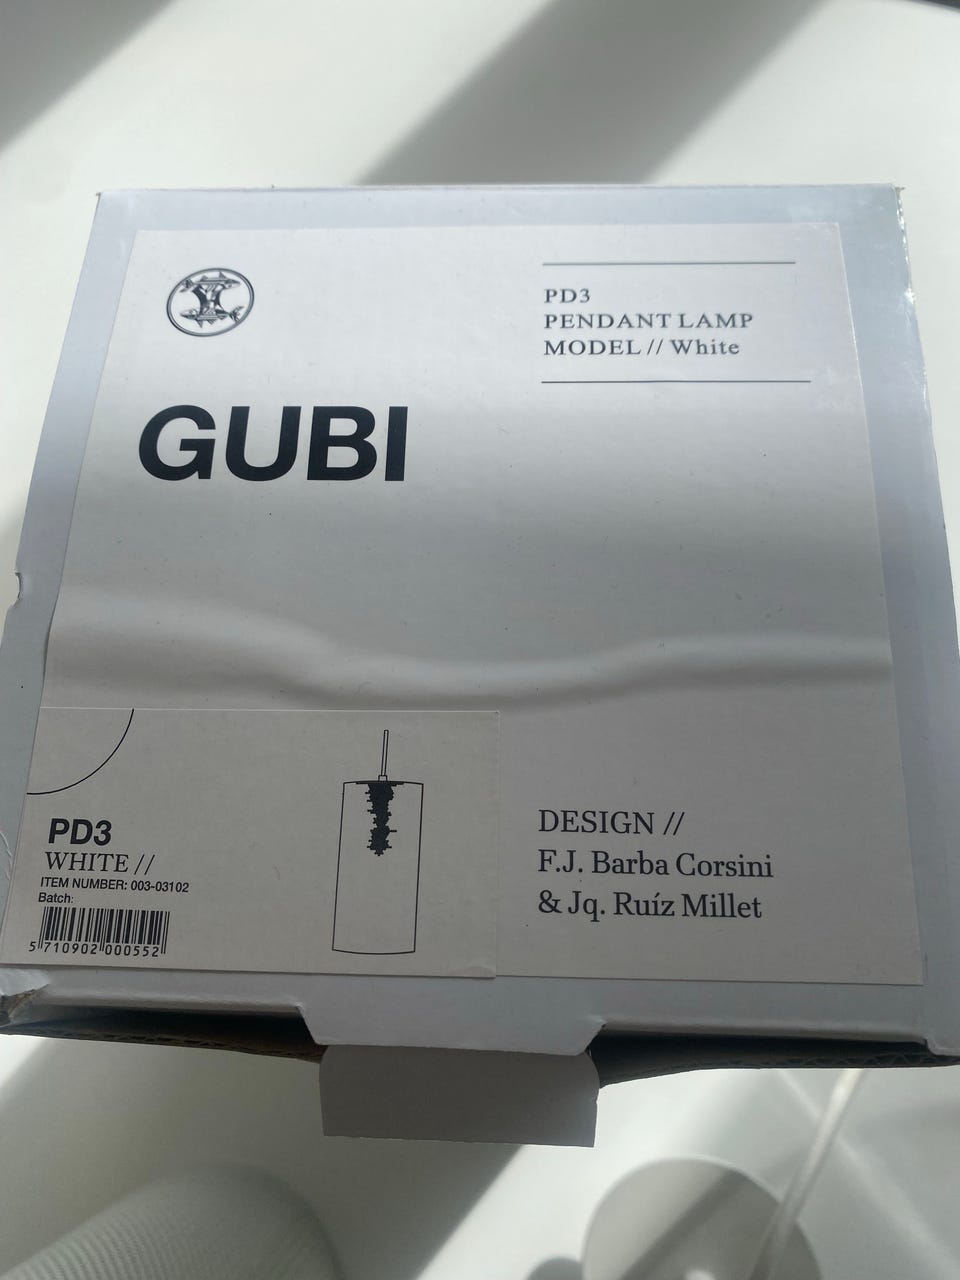 GUBI
PD3
PENDANT LAMP
MODEL // White
PD3
WHITE //
ITEM NUMBER: 003-03102
Batch:
5 710902 000552
DESIGN //
F.J. Barba Corsini
& Jq. Ruíz Millet